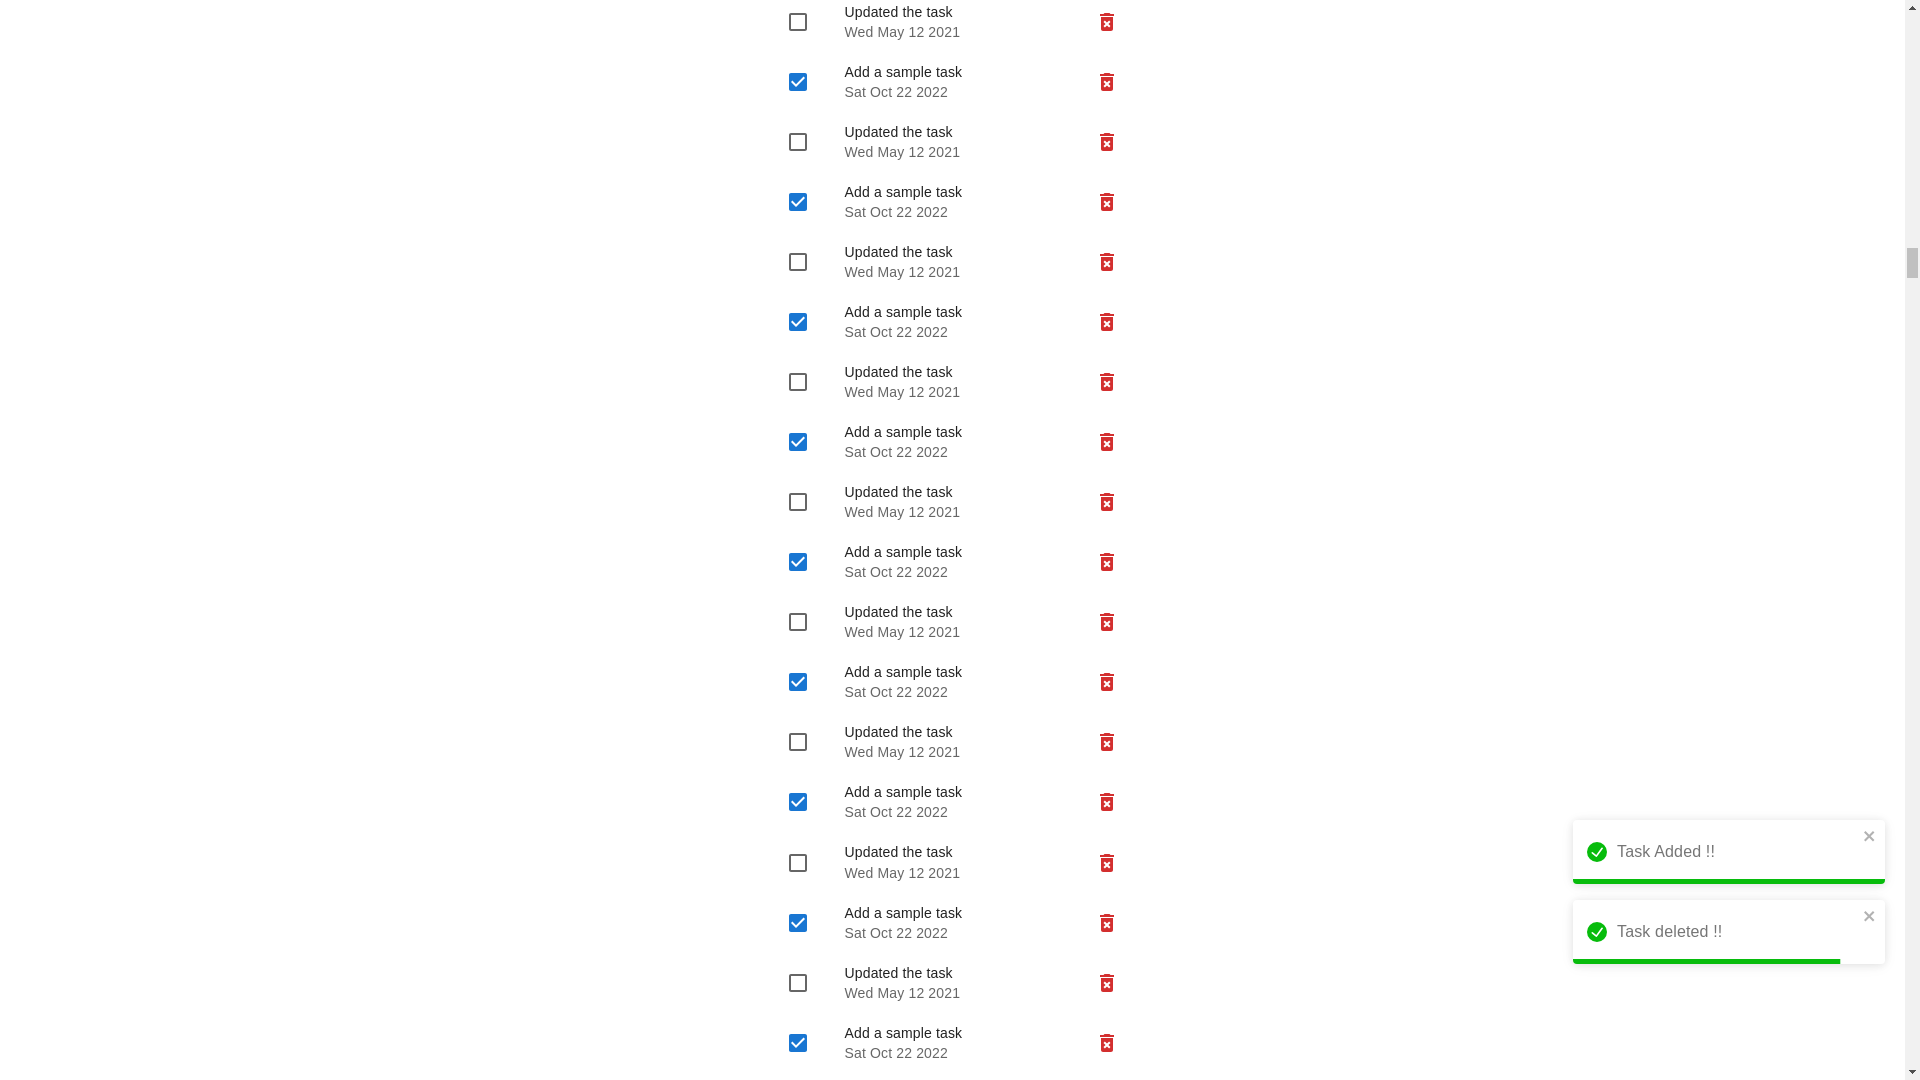 Updated the task
Wed May 12 2021
Add a sample task
Sat Oct 22 2022
Updated the task
Wed May 12 2021
Add a sample task
Sat Oct 22 2022
Updated the task
Wed May 12 2021
Add a sample task
Sat Oct 22 2022
Updated the task
Wed May 12 2021
Add a sample task
Sat Oct 22 2022
Updated the task
Wed May 12 2021
Add a sample task
Sat Oct 22 2022
Updated the task
Wed May 12 2021
Add a sample task
Sat Oct 22 2022
Updated the task
Wed May 12 2021
Add a sample task
Sat Oct 22 2022
Updated the task
Wed May 12 2021
Add a sample task
Sat Oct 22 2022
Updated the task
Wed May 12 2021
Add a sample task
Sat Oct 22 2022
Task Added !!
Task deleted !!